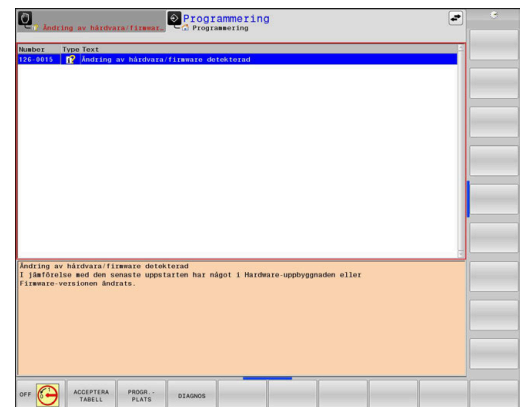 Ändring av hårdvara/firmwar…
Programmering
Programmering
Number Type Text
126-0015 Ändring av hårdvara/firmware detekterad
Ändring av hårdvara/firmware detekterad
I jämförelse med den senaste uppstarten har något i Hardware-uppbyggnaden eller
Firmware-versionen ändrats.
OFF
ACCEPTERA
TABELL
PROGR.-
PLATS
DIAGNOS